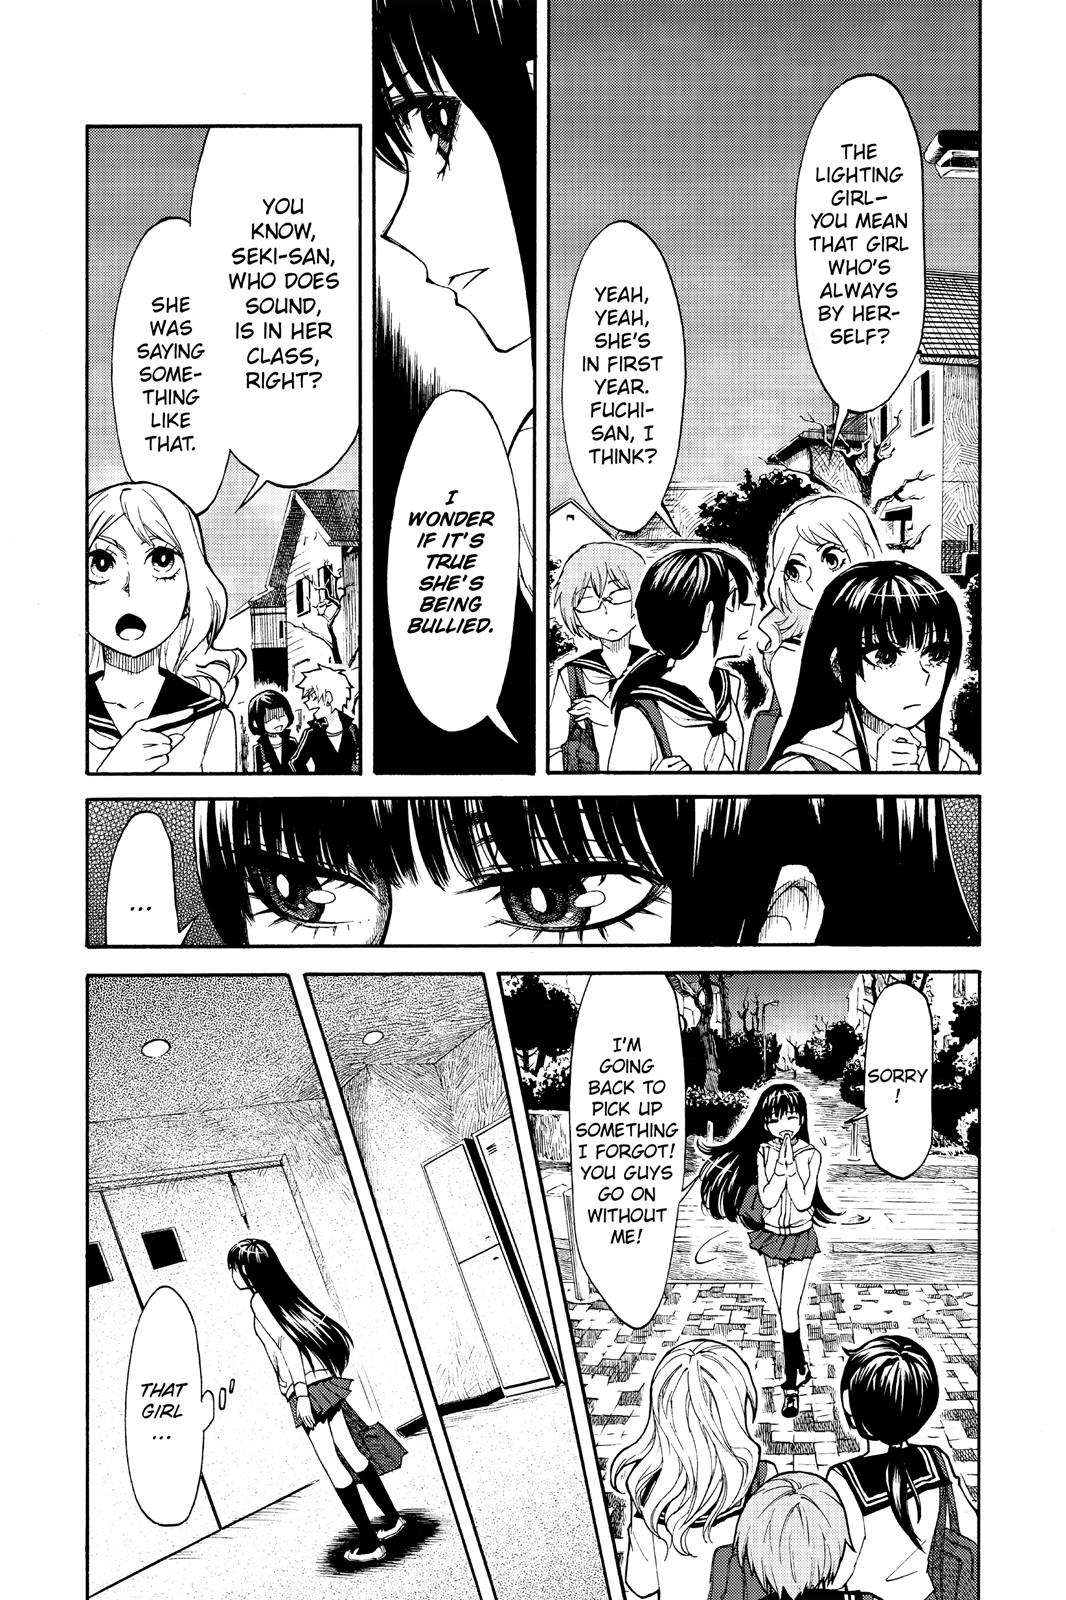 THE
LIGHTING
GIRL–
YOU MEAN
THAT GIRL
WHO'S
ALWAYS
BY HER-
SELF?
YEAH,
YEAH,
SHE'S
IN FIRST
YEAR.
FUCHI-
SAN, I
THINK?
I
WONDER
IF IT'S
TRUE
SHE'S
BEING
BULLIED.
YOU
KNOW,
SEKI-SAN,
WHO DOES
SOUND,
IS IN HER
CLASS,
RIGHT?
SHE
WAS
SAYING
SOME-
THING
LIKE
THAT.
...
SORRY
!
I'M
GOING
BACK TO
PICK UP
SOMETHING
I FORGOT!
YOU GUYS
GO ON
WITHOUT
ME!
THAT
GIRL
...